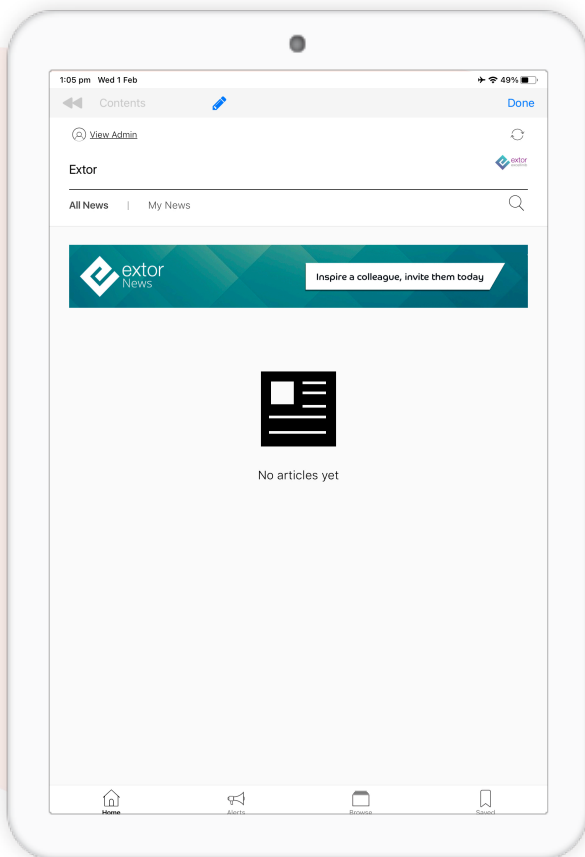 1:05 pm Wed 1 Feb
49%
Contents
Done
View Admin
extor
Extor
All News | My News
extor
News
Inspire a colleague, invite them today
No articles yet
Home
Alerts
Browse
Saved